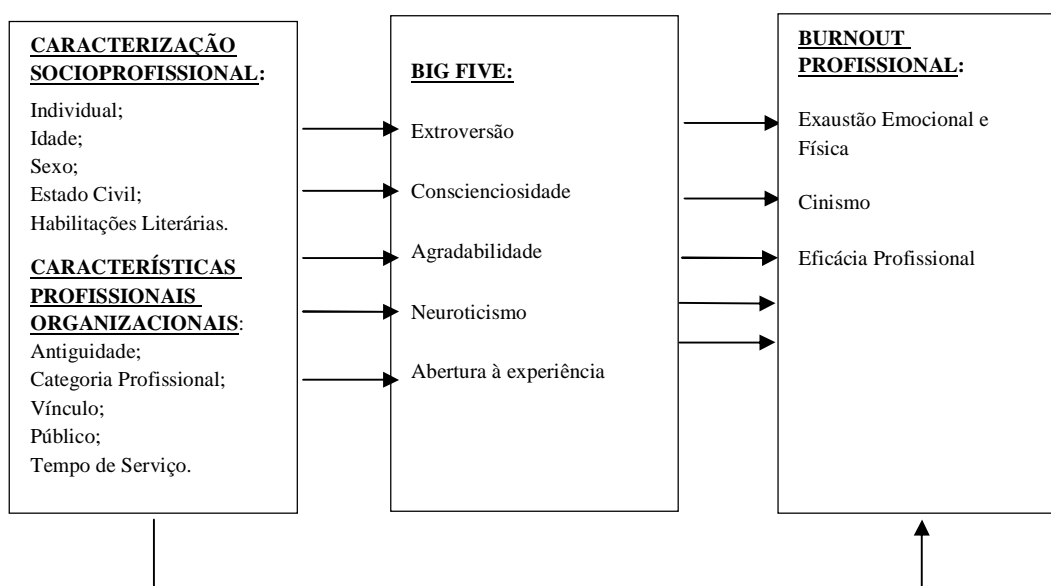 CARACTERIZAÇÃO
SOCIOPROFISSIONAL:
Individual;
Idade;
Sexo;
Estado Civil;
Habilitações Literárias.
CARACTERÍSTICAS
PROFISSIONAIS
ORGANIZACIONAIS:
Antiguidade;
Categoria Profissional;
Vínculo;
Público;
Tempo de Serviço.
BIG FIVE:
Extroversão
Conscienciosidade
Agradabilidade
Neuroticismo
Abertura à experiência
BURNOUT
PROFISSIONAL:
Exaustão Emocional e
Física
Cinismo
Eficácia Profissional